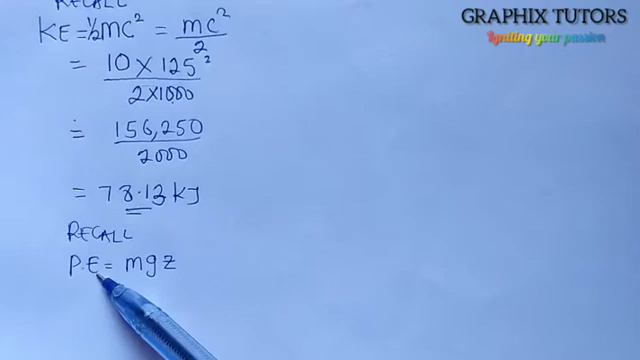 RECALL
GRAPHIX TUTORS
Igniting your passion
KE = ½mc² = mc²/2
= 10 × 125²
2×1000
= 156,250
2000
= 78.13 kJ
RECALL
P.E = mgz